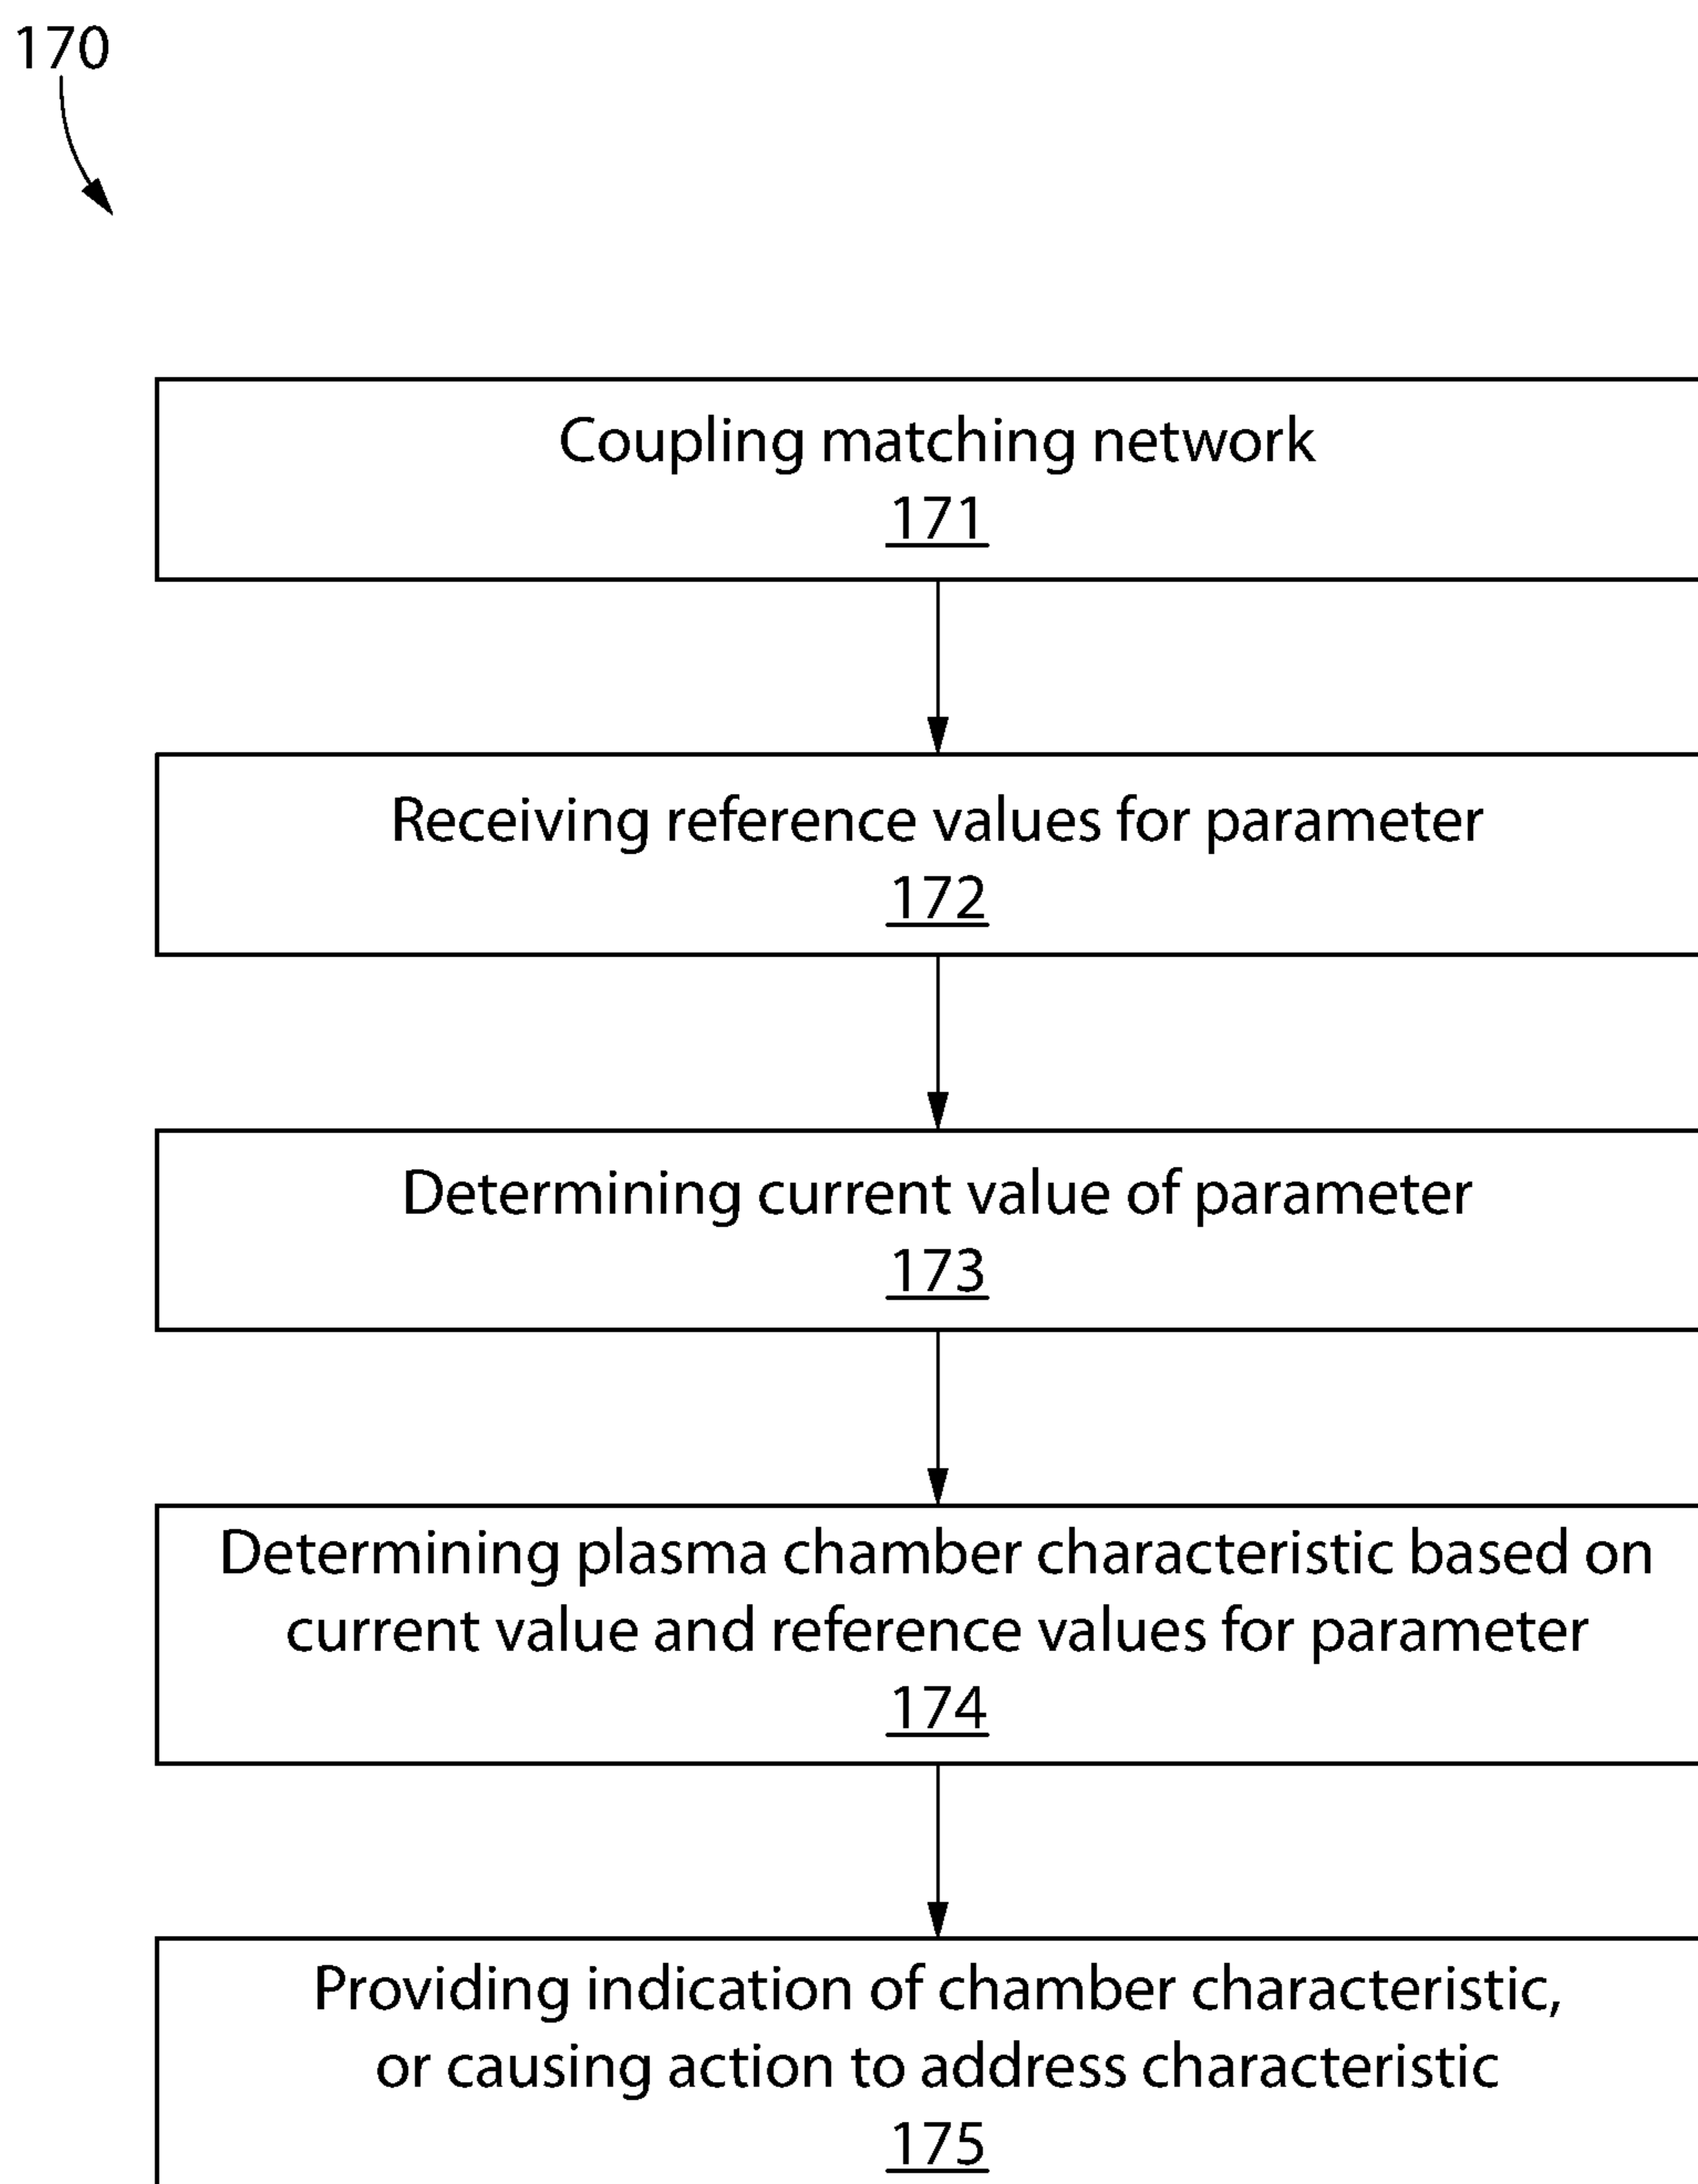 170
Coupling matching network
171
Receiving reference values for parameter
172
Determining current value of parameter
173
Determining plasma chamber characteristic based on
current value and reference values for parameter
174
Providing indication of chamber characteristic,
or causing action to address characteristic
175